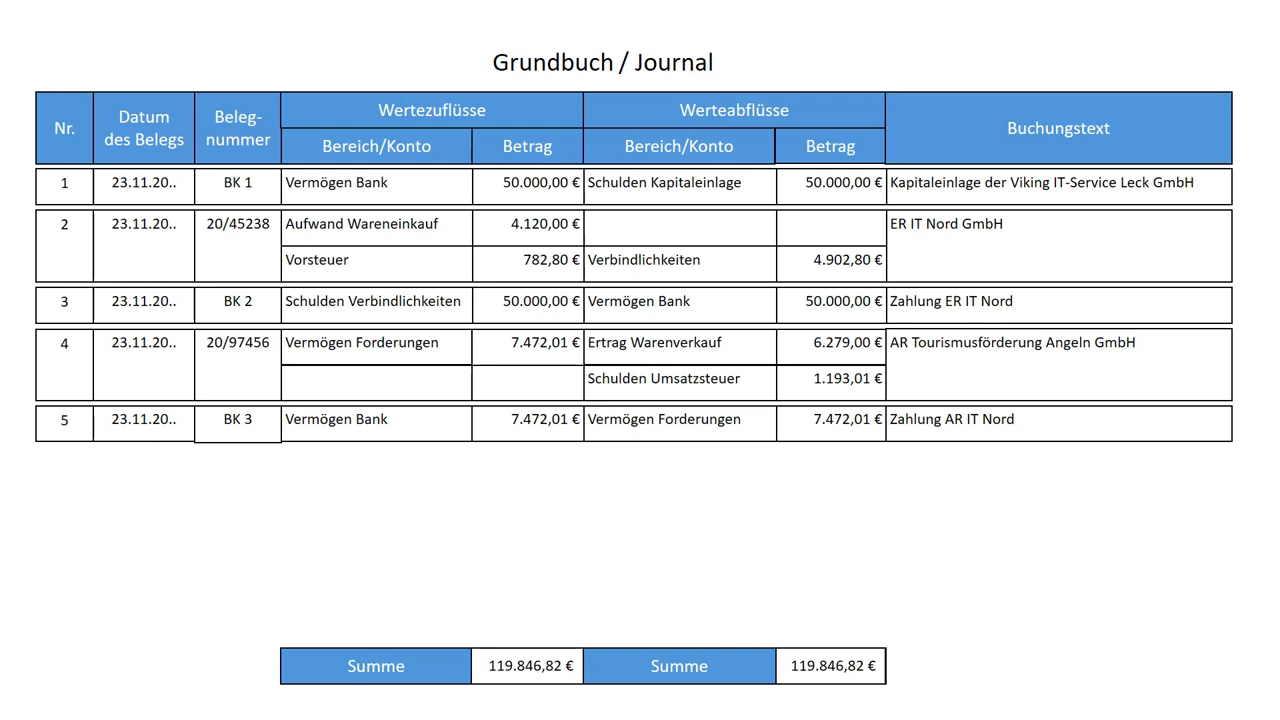 Grundbuch / Journal
Nr. Datum des Belegs Beleg-nummer Wertezuflüsse Werteabflüsse Buchungstext
Bereich/Konto Betrag Bereich/Konto Betrag
1 23.11.20.. BK 1 Vermögen Bank 50.000,00 € Schulden Kapitaleinlage 50.000,00 € Kapitaleinlage der Viking IT-Service Leck GmbH
2 23.11.20.. 20/45238 Aufwand Wareneinkauf 4.120,00 € ER IT Nord GmbH
Vorsteuer 782,80 € Verbindlichkeiten 4.902,80 €
3 23.11.20.. BK 2 Schulden Verbindlichkeiten 50.000,00 € Vermögen Bank 50.000,00 € Zahlung ER IT Nord
4 23.11.20.. 20/97456 Vermögen Forderungen 7.472,01 € Ertrag Warenverkauf 6.279,00 € AR Tourismusförderung Angeln GmbH
Schulden Umsatzsteuer 1.193,01 €
5 23.11.20.. BK 3 Vermögen Bank 7.472,01 € Vermögen Forderungen 7.472,01 € Zahlung AR IT Nord
Summe 119.846,82 € Summe 119.846,82 €